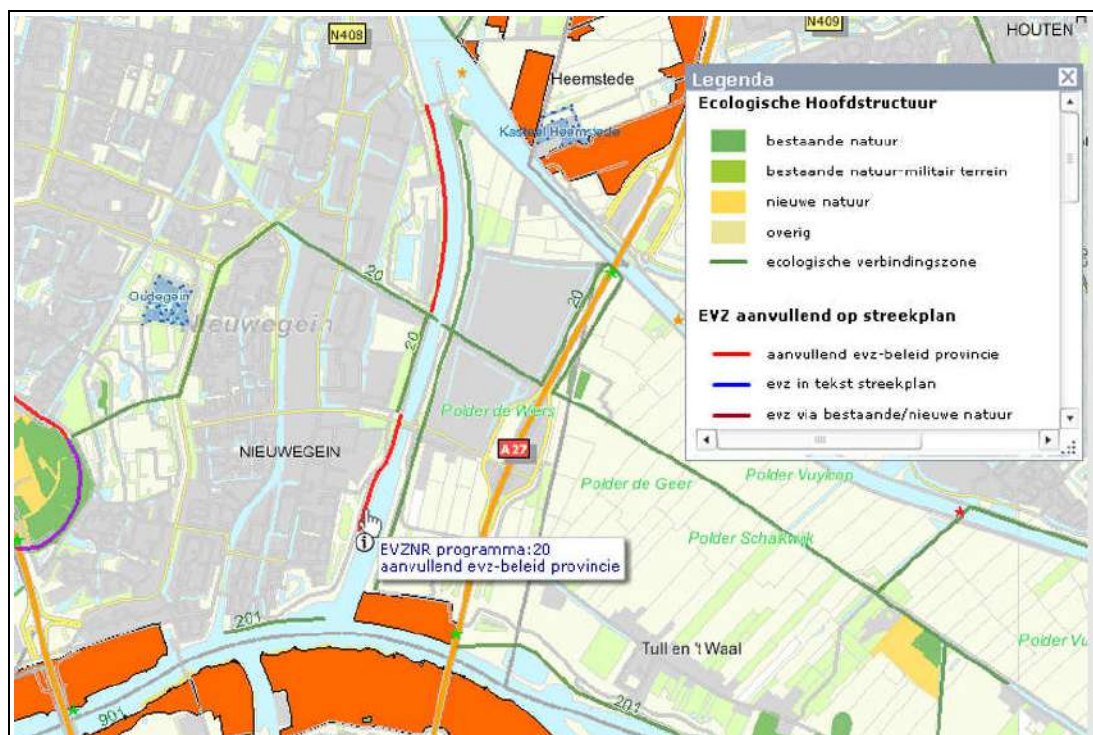 N408
N409
HOUTEN
Heemstede
Kasteel Heemstede
Legenda
Ecologische Hoofdstructuur
bestaande natuur
bestaande natuur-militair terrein
nieuwe natuur
overig
ecologische verbindingszone
EVZ aanvullend op streekplan
aanvullend evz-beleid provincie
evz in tekst streekplan
evz via bestaande/nieuwe natuur
20
20
20
Oudegein
Nieuwegein
Polder de Wiers
NIEUWEGEIN
A27
Polder de Geer
Polder Vuylcop
Polder Schalkwijk
EVZNR programma:20
aanvullend evz-beleid provincie
201
Tull en 't Waal
Polder Vu
201
901